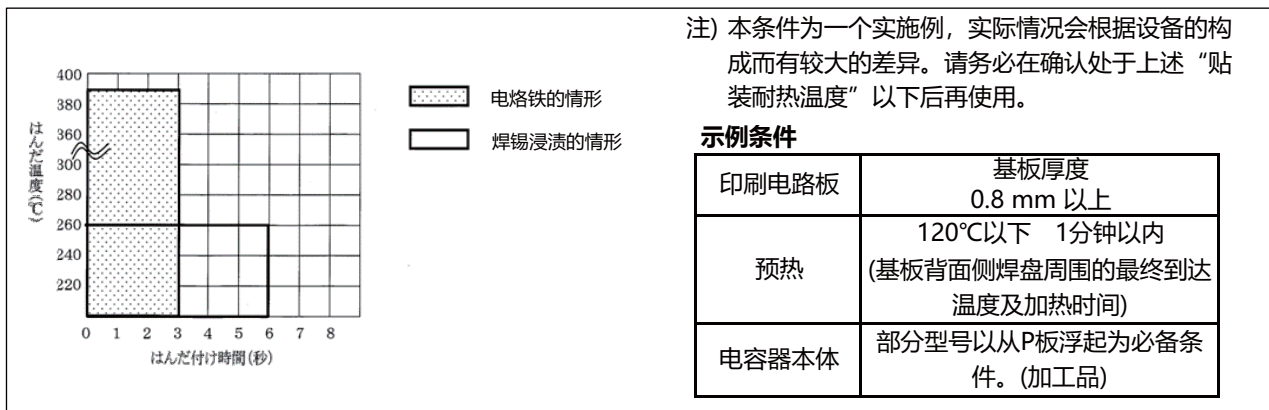 注) 本条件为一个实施例，实际情况会根据设备的构
成而有较大的差异。请务必在确认处于上述“贴
装耐热温度”以下后再使用。
400
380
360
300
280
260
240
220
はんだ温度(℃)
0 1 2 3 4 5 6 7 8
はんだ付け時間(秒)
电烙铁的情形
焊锡浸渍的情形
示例条件
印刷电路板
基板厚度
0.8 mm 以上
预热
120℃以下 1分钟以内
(基板背面侧焊盘周围的最终到达
温度及加热时间)
电容器本体
部分型号以从P板浮起为必备条
件。(加工品)